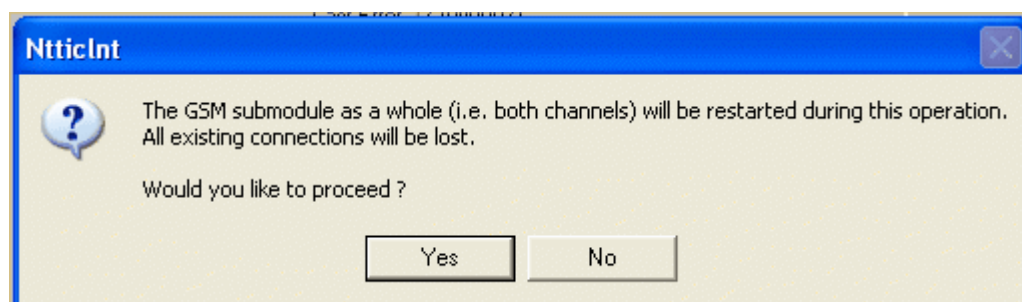 NtticInt
The GSM submodule as a whole (i.e. both channels) will be restarted during this operation.
All existing connections will be lost.
Would you like to proceed ?
Yes
No